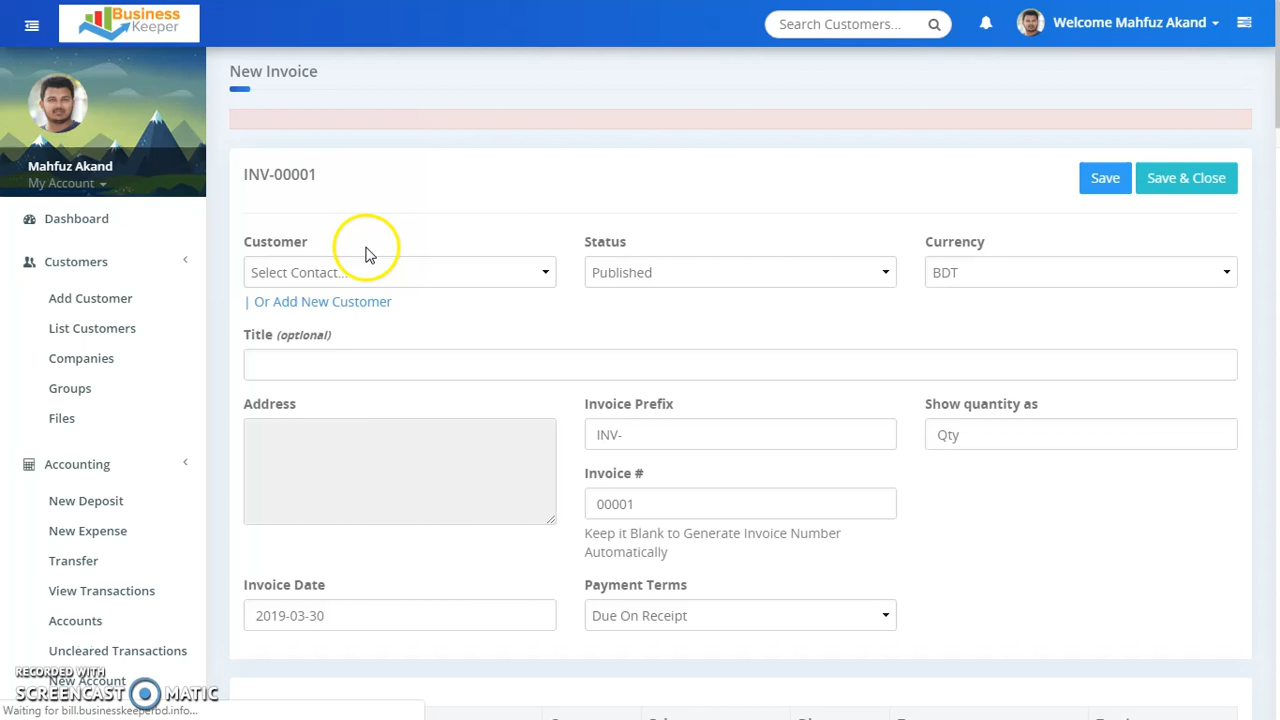 Business
Keeper
Search Customers...
Welcome Mahfuz Akand
Mahfuz Akand
My Account
Dashboard
Customers
Add Customer
List Customers
Companies
Groups
Files
Accounting
New Deposit
New Expense
Transfer
View Transactions
Accounts
Uncleared Transactions
New Account
New Invoice
INV-00001
Save
Save & Close
Customer
Select Contact...
| Or Add New Customer
Status
Published
Currency
BDT
Title (optional)
Address
Invoice Prefix
INV-
Show quantity as
Qty
Invoice #
00001
Keep it Blank to Generate Invoice Number
Automatically
Invoice Date
2019-03-30
Payment Terms
Due On Receipt
RECORDED WITH
SCREENCAST MATIC
Waiting for bill.businesskeeperbd.info...